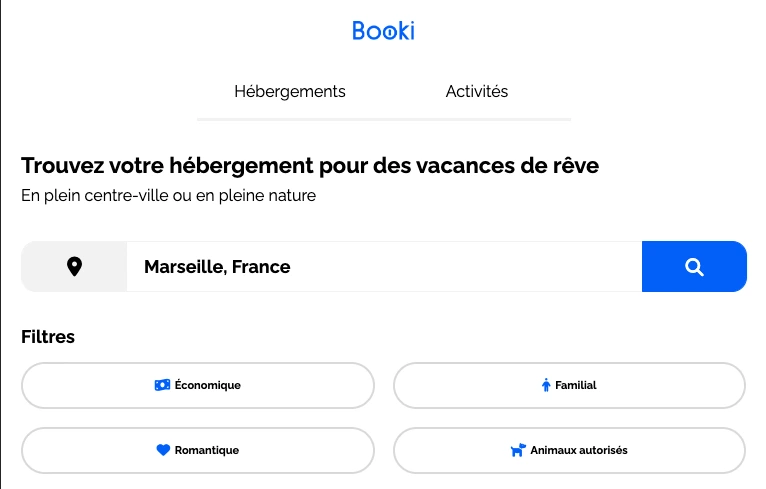 Booki
Hébergements Activités
Trouvez votre hébergement pour des vacances de rêve
En plein centre-ville ou en pleine nature
Marseille, France
Filtres
Économique Familial
Romantique Animaux autorisés